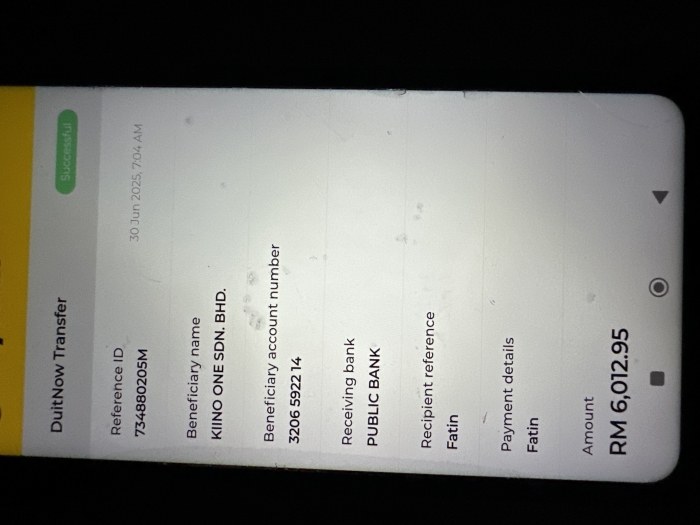 DuitNow Transfer
Successful
Reference ID
30 Jun 2025, 7:04 AM
734880205M
Beneficiary name
KIINO ONE SDN. BHD.
Beneficiary account number
3206 5922 14
Receiving bank
PUBLIC BANK
Recipient reference
Fatin
Payment details
Fatin
Amount
RM 6,012.95